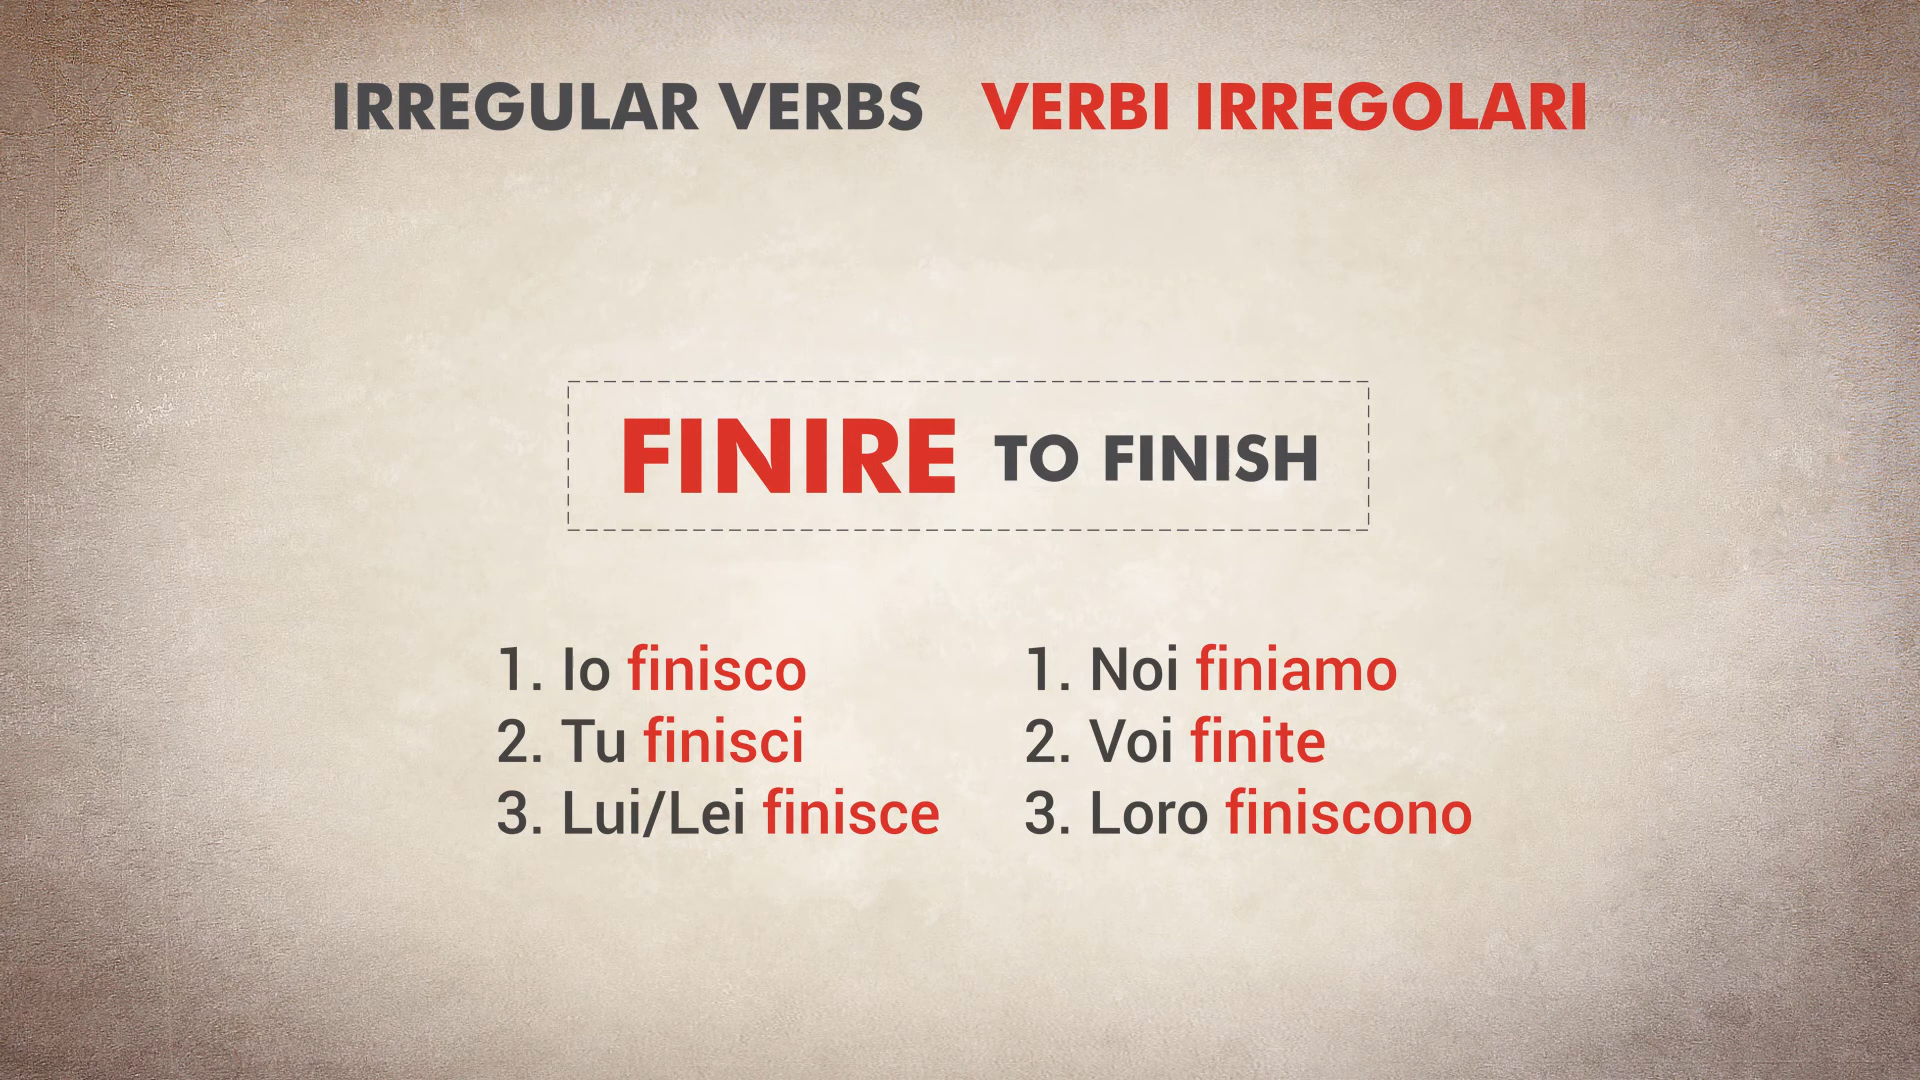 IRREGULAR VERBS VERBI IRREGOLARI
FINIRE TO FINISH
1. Io finisco
2. Tu finisci
3. Lui/Lei finisce
1. Noi finiamo
2. Voi finite
3. Loro finiscono